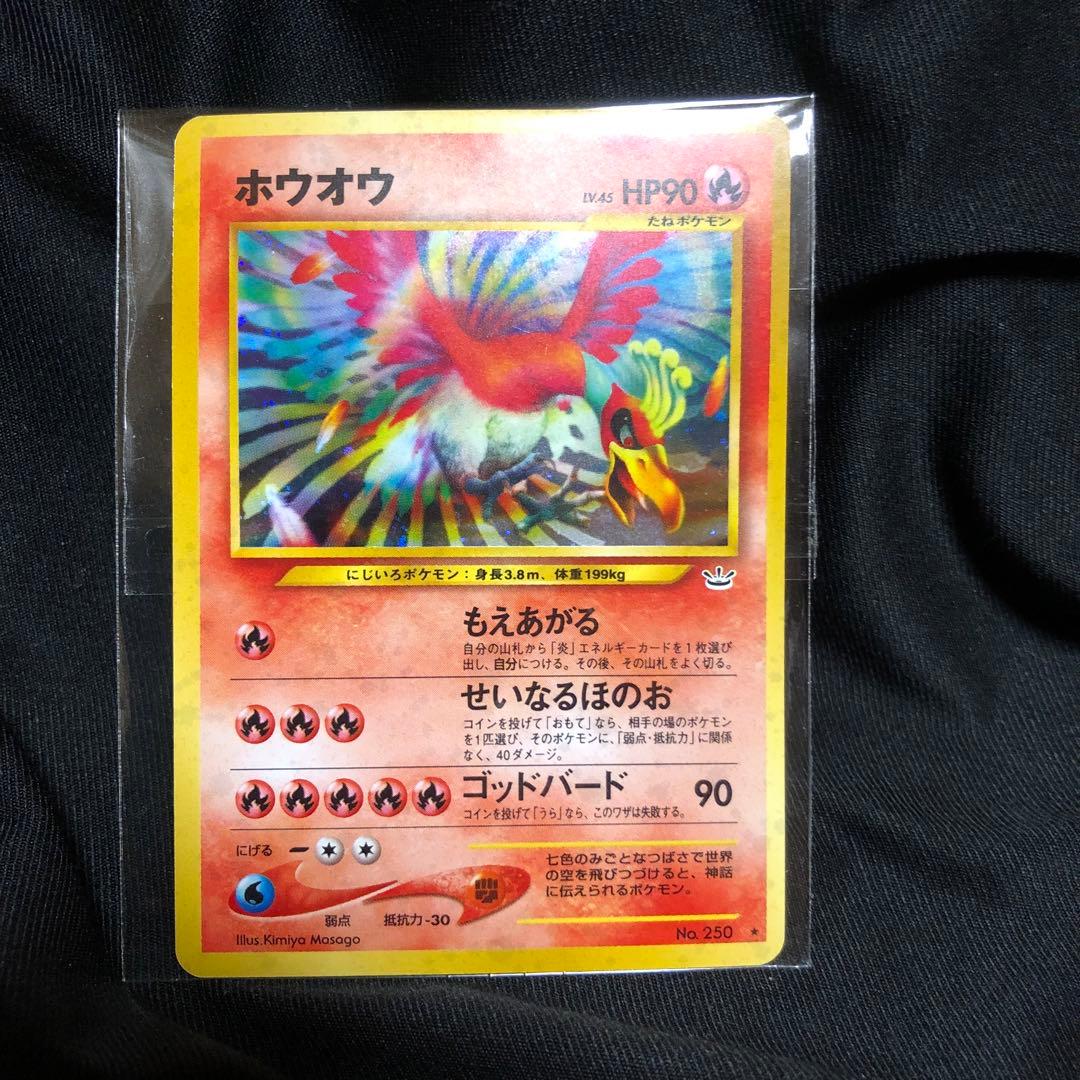 ホウオウ
LV.45 HP90
たねポケモン
にじいろポケモン：身長3.8m、体重199kg
もえあがる
自分の山札から「炎」エネルギーカードを1枚選び
出し、自分につける。その後、その山札をよく切る。
せいなるほのお
コインを投げて「おもて」なら、相手の場のポケモン
を1匹選び、そのポケモンに、「弱点・抵抗力」に関係
なく、40ダメージ。
ゴッドバード 90
コインを投げて「うら」なら、このワザは失敗する。
にげる
七色のみごとなつばさで世界
の空を飛びつづけると、神話
に伝えられるポケモン。
弱点 抵抗力-30
Illus.Kimiya Masago
No. 250 ★